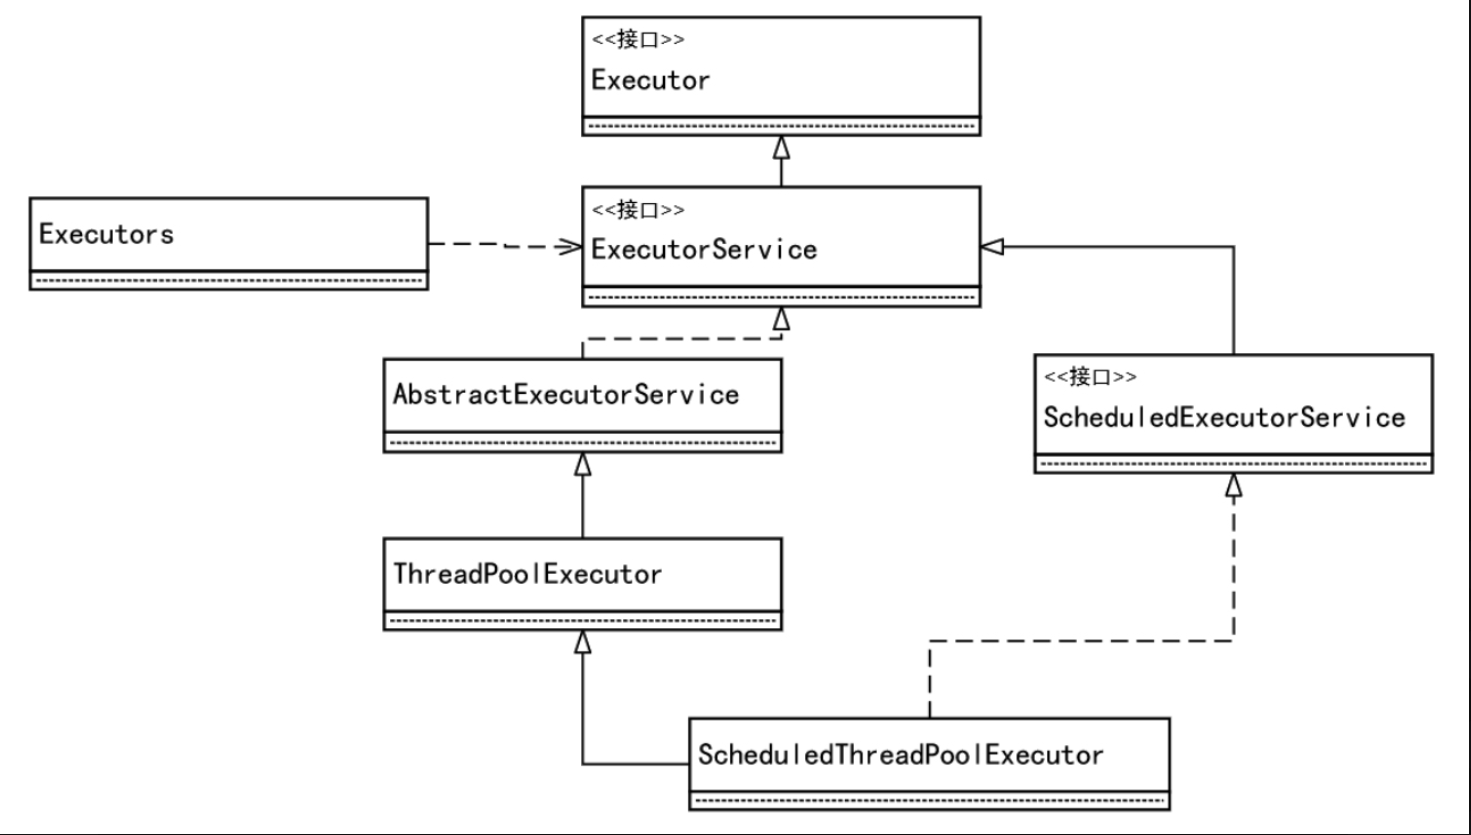 <<接口>>
Executor
Executors
<<接口>>
ExecutorService
AbstractExecutorService
<<接口>>
ScheduledExecutorService
ThreadPoolExecutor
ScheduledThreadPoolExecutor